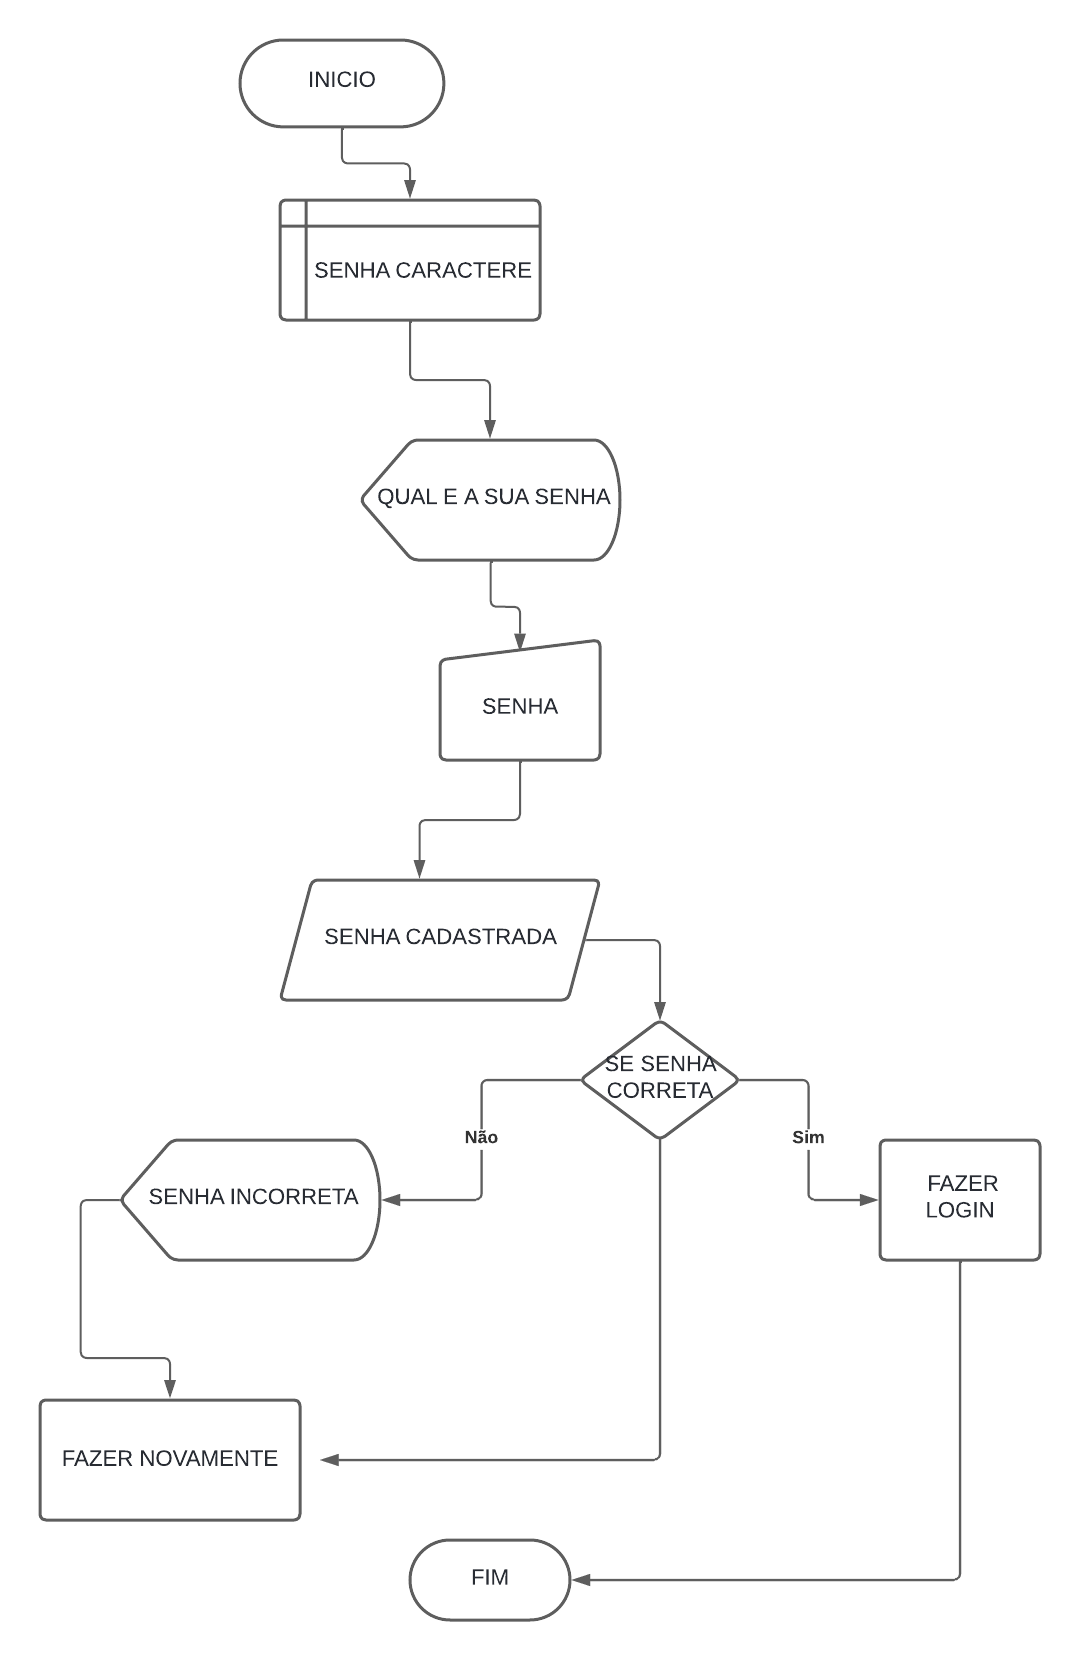 INICIO
SENHA CARACTERE
QUAL E A SUA SENHA
SENHA
SENHA CADASTRADA
SE SENHA
CORRETA
Não
Sim
SENHA INCORRETA
FAZER
LOGIN
FAZER NOVAMENTE
FIM